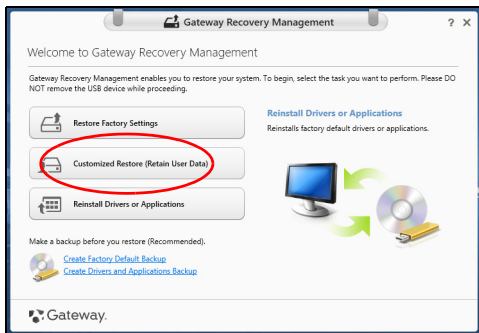 Gateway Recovery Management
? X
Welcome to Gateway Recovery Management
Gateway Recovery Management enables you to restore your system. To begin, select the task you want to perform. Please DO
NOT remove the USB device while proceeding.
Restore Factory Settings
Customized Restore (Retain User Data)
Reinstall Drivers or Applications
Reinstall Drivers or Applications
Reinstalls factory default drivers or applications.
Make a backup before you restore (Recommended).
Create Factory Default Backup
Create Drivers and Applications Backup
Gateway.